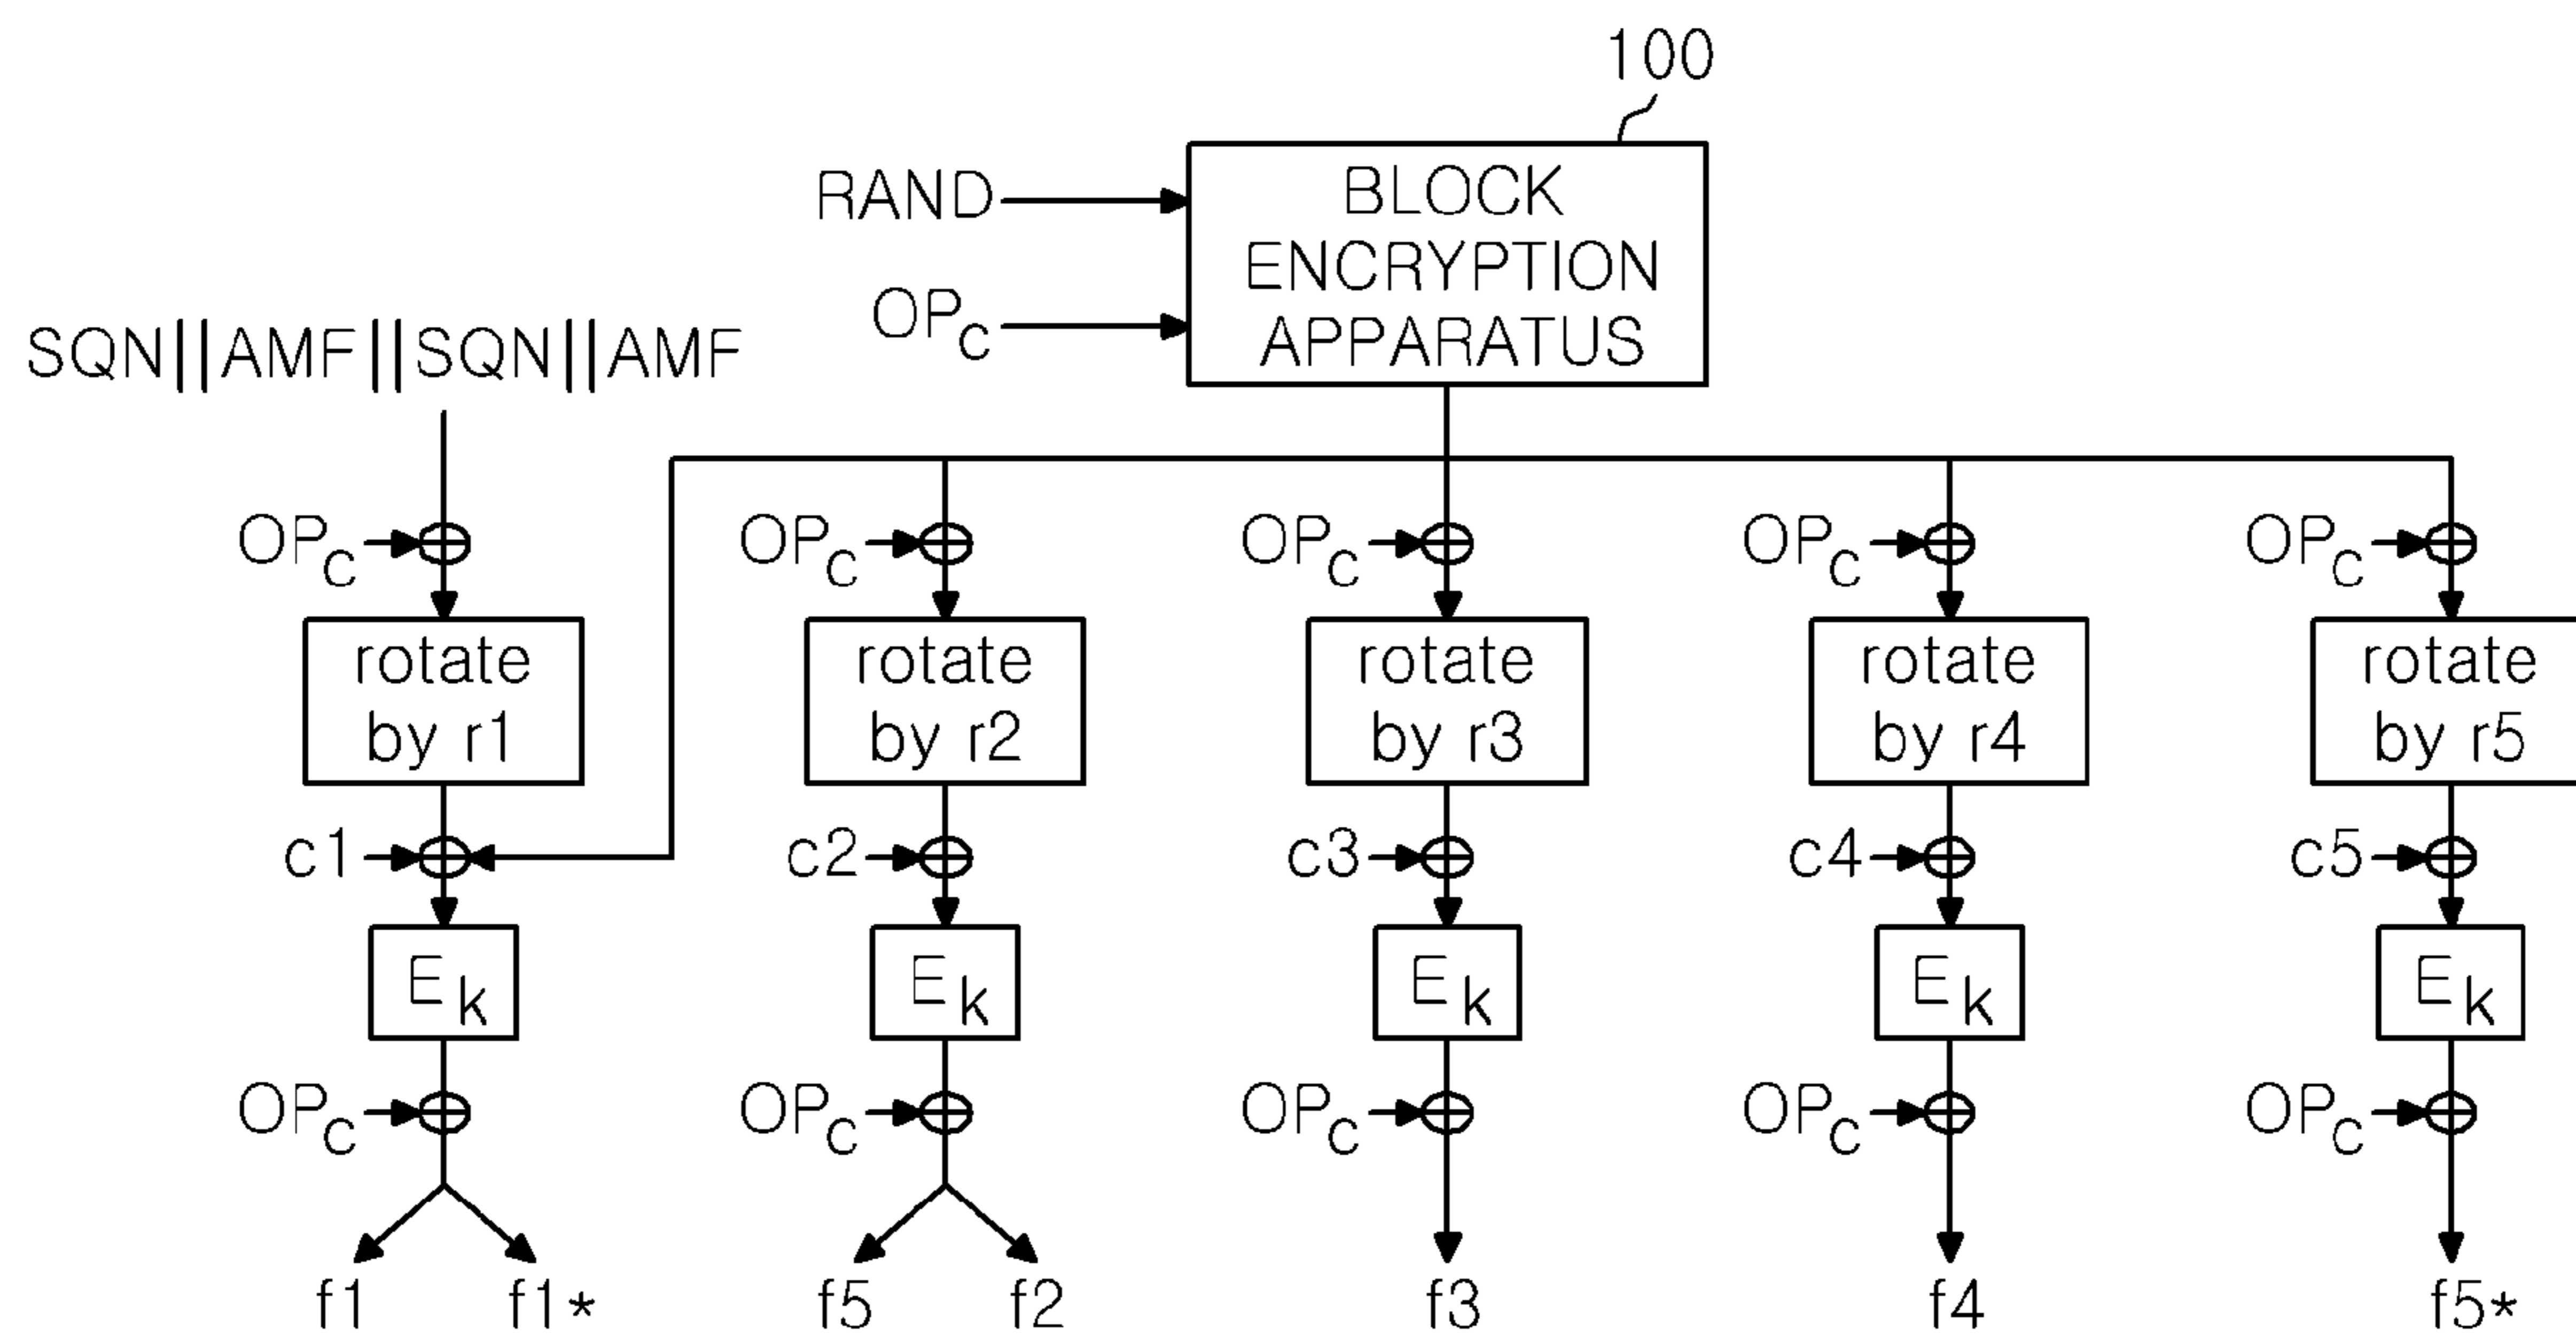 100
RAND
BLOCK
ENCRYPTION
APPARATUS
OPC
SQN||AMF||SQN||AMF
OPC OPC OPC OPC OPC
rotate by r1
rotate by r2
rotate by r3
rotate by r4
rotate by r5
c1 c2 c3 c4 c5
Ek Ek Ek Ek Ek
OPC OPC OPC OPC OPC
f1 f1* f5 f2 f3 f4 f5*